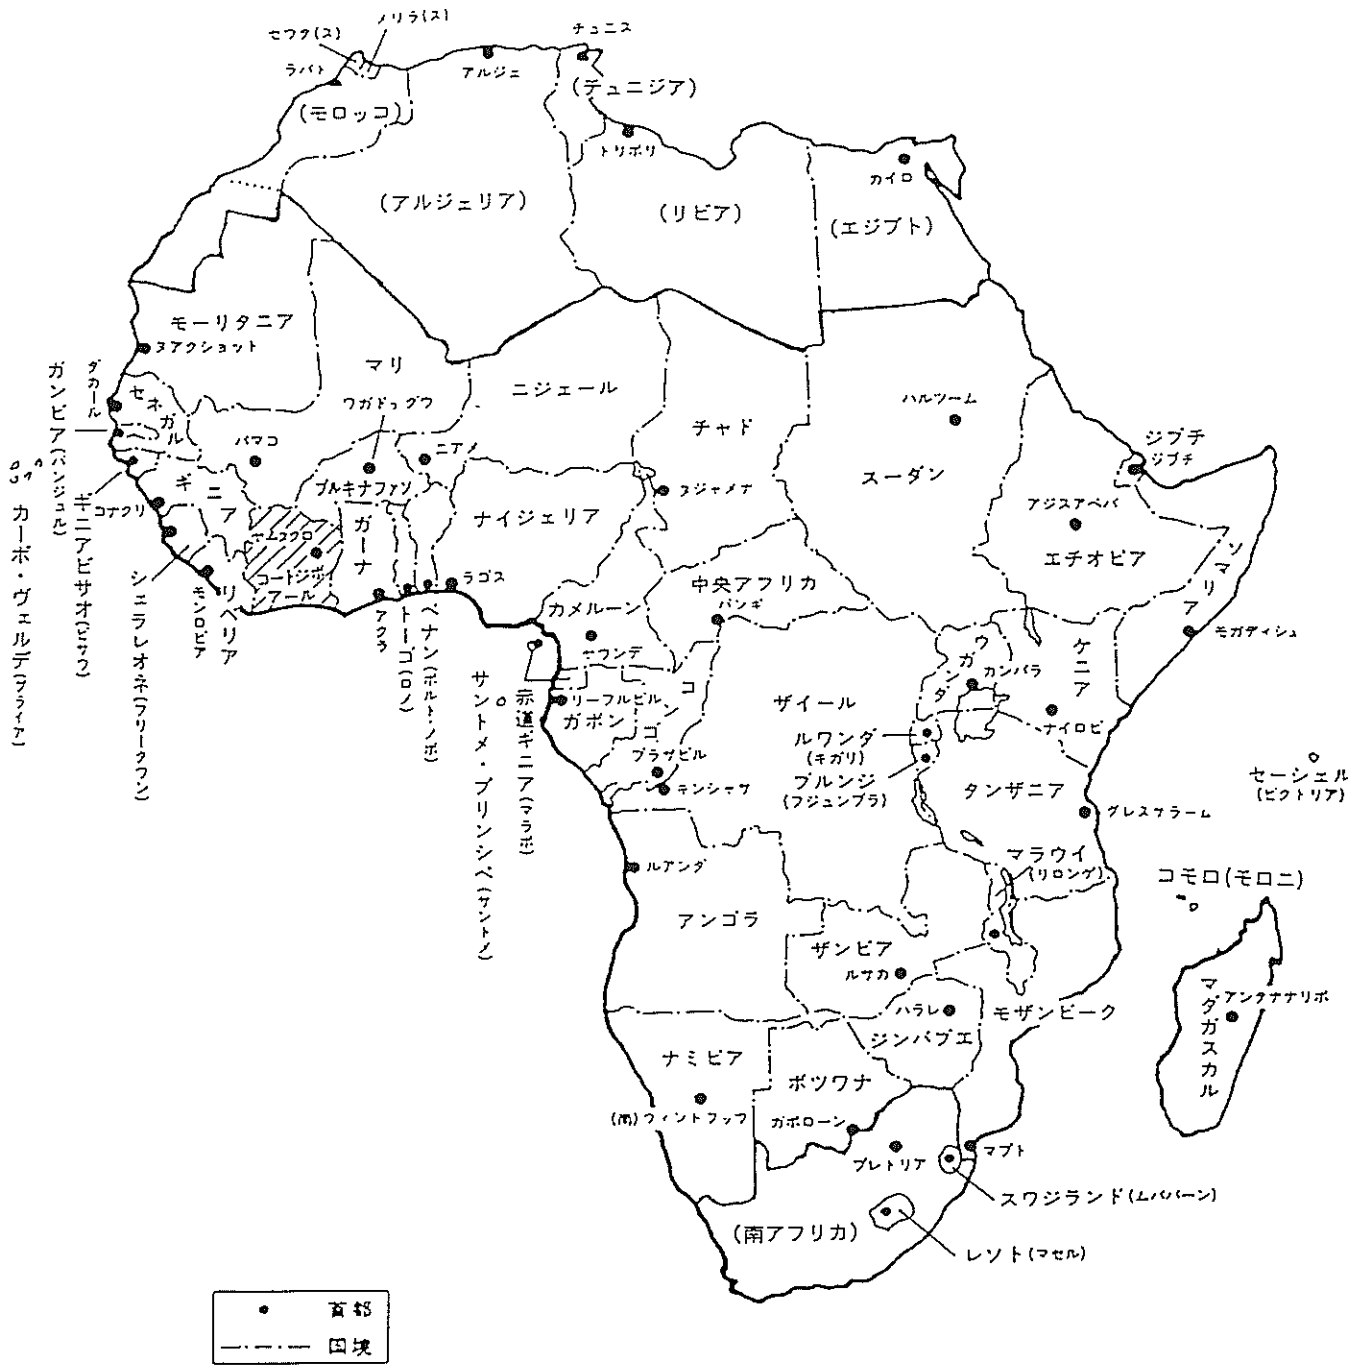 メリラ(ス)
セウタ(ス)
チュニス
ラバト
アルジェ
(チュニジア)
(モロッコ)
トリポリ
カイロ
(アルジェリア)
(リビア)
(エジプト)
モーリタニア
ヌアクショット
マリ
ニジェール
チャド
ハルツーム
スーダン
ダカール
セネガル
ガンビア(バンジュル)
ワガドゥグウ
バマコ
ニアメ
ブルキナファソ
ンジャメナ
ナイジェリア
ジブチ
ジブチ
アジスアベバ
エチオピア
ソマリア
モガディシュ
ギニア
コナクリ
ギニアビサオ(ビサウ)
カーボ・ヴェルデ(プライア)
シェラレオネ(フリータウン)
モンロビア
リベリア
ヤムスクロ
コートジボ
アール
ガーナ
アクラ
トーゴ(ロメ)
ベナン(ポルトノボ)
ラゴス
中央アフリカ
バンギ
カメルーン
ヤウンデ
サントメ・プリンシペ(サントメ)
赤道ギニア(マラボ)
リーブルビル
ガボン
コンゴ
ブラザビル
キンシャサ
ザイール
ウガンダ
カンパラ
ケニア
ナイロビ
ルワンダ
(キガリ)
ブルンジ
(ブジュンブラ)
タンザニア
ダレスサラーム
セーシェル
(ビクトリア)
ルアンダ
アンゴラ
マラウイ
(リロングゲ)
コモロ(モロニ)
ザンビア
ルサカ
ハラレ
ジンバブエ
モザンビーク
アンタナナリボ
マダガスカル
ナミビア
(南)ウィントフック
ボツワナ
ガボローン
プレトリア
マプト
スワジランド(ムババーン)
(南アフリカ)
レソト(マセル)
首都
国境